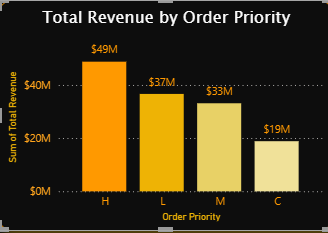 Total Revenue by Order Priority
$49M
$37M
$33M
$19M
$40M
$20M
$0M
Sum of Total Revenue
H L M C
Order Priority